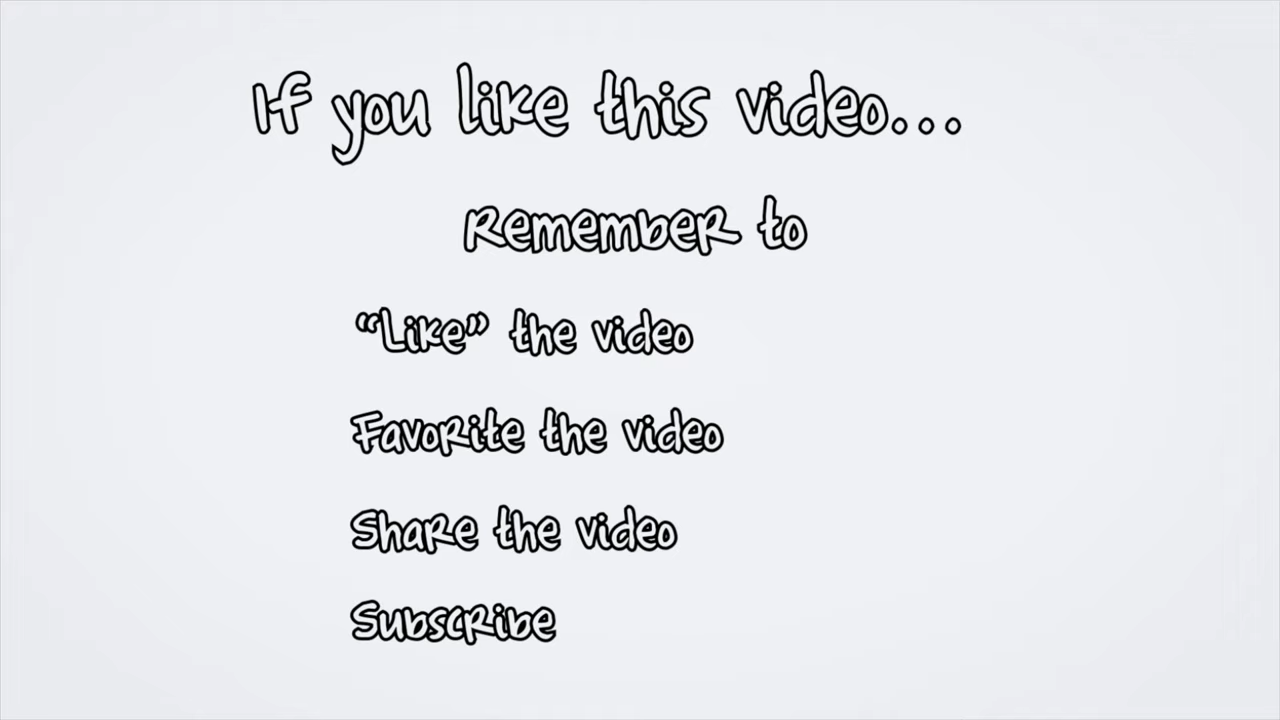 If you like this video...
Remember to
“Like” the video
Favorite the video
Share the video
Subscribe